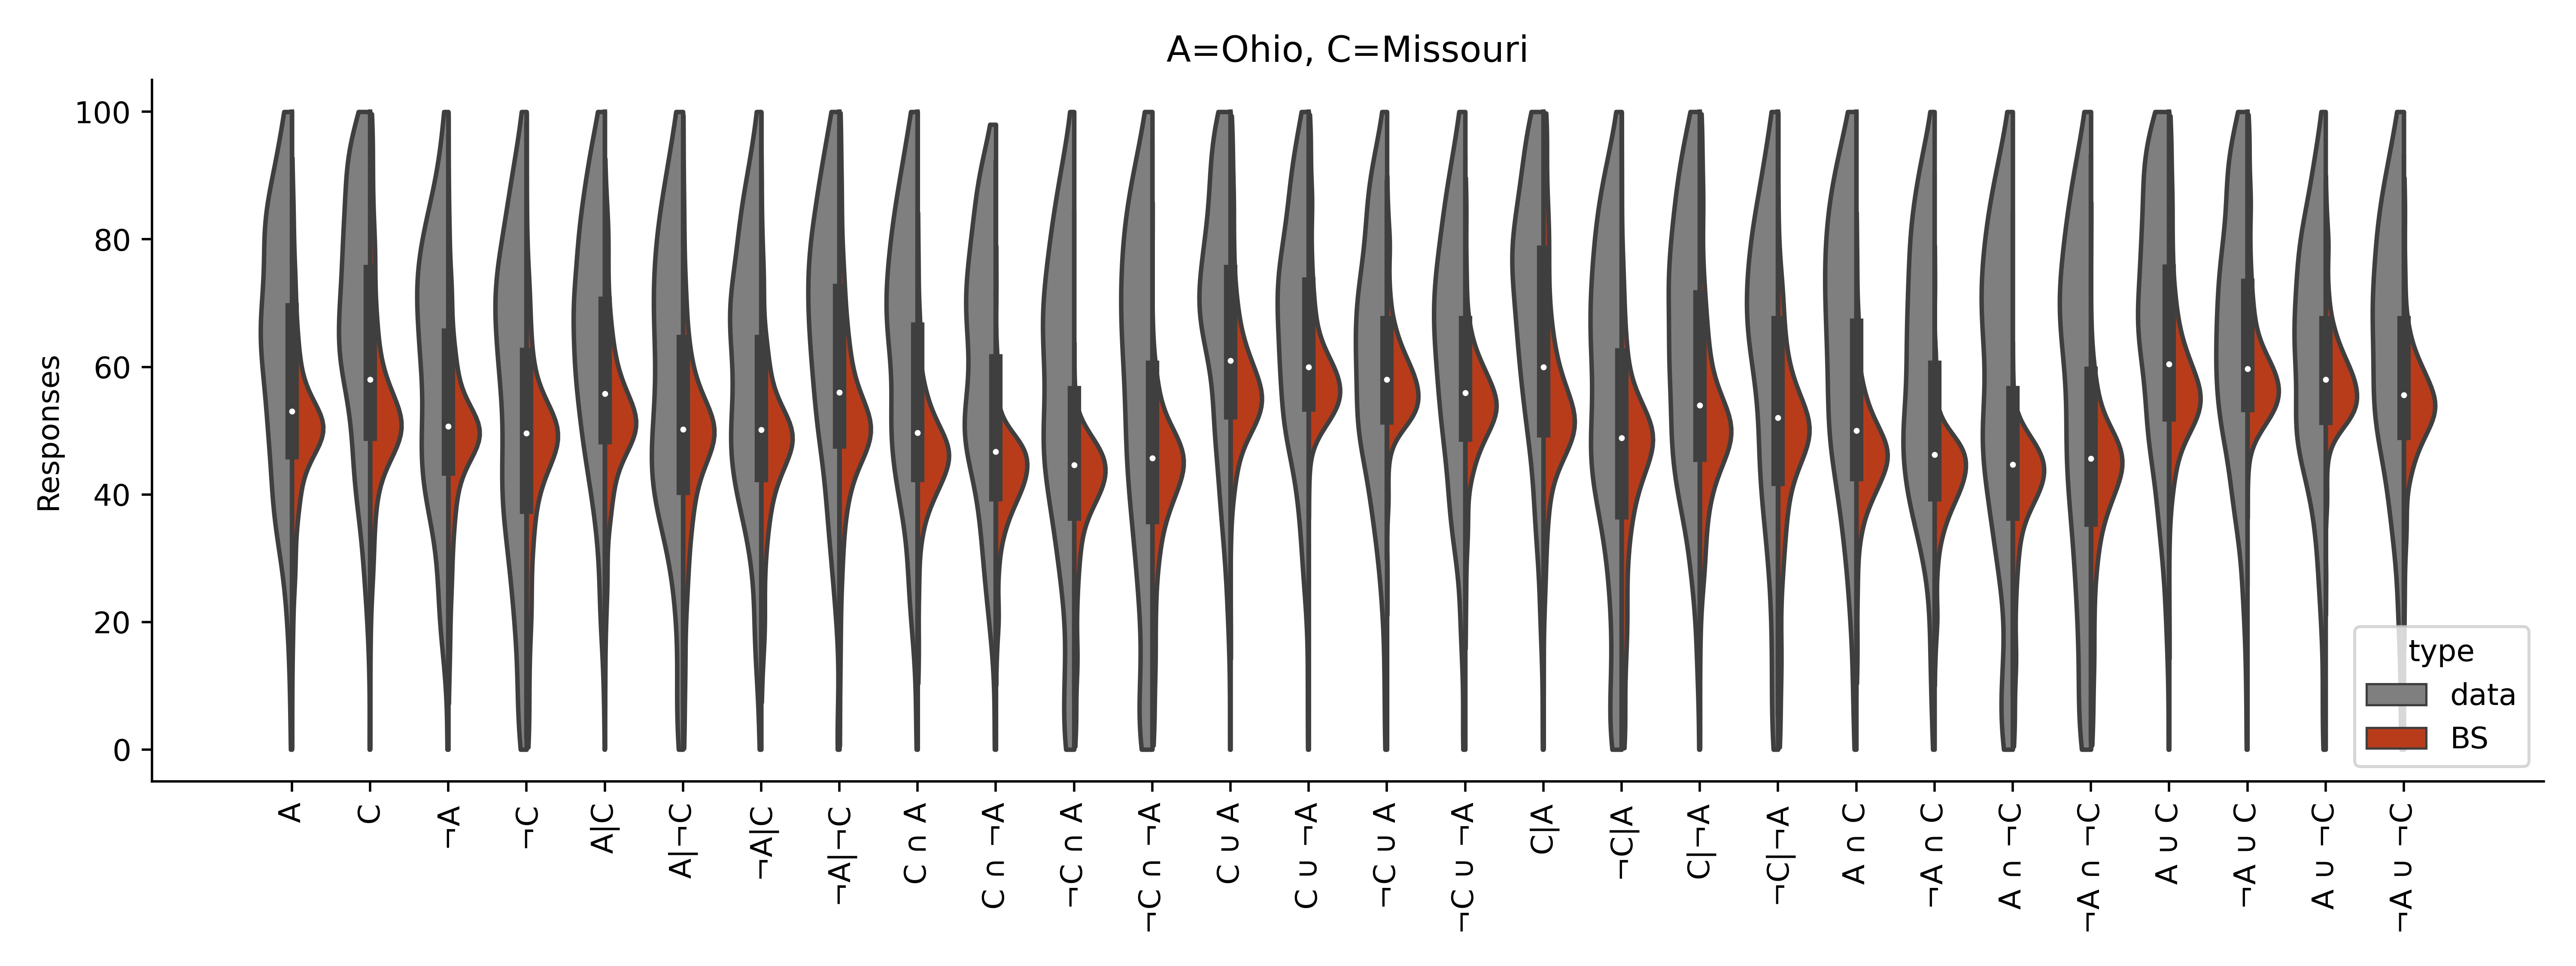 A=Ohio, C=Missouri
Responses
100
80
60
40
20
0
A
C
¬A
¬C
A|C
A|¬C
¬A|C
¬A|¬C
C ∩ A
C ∩ ¬A
¬C ∩ A
¬C ∩ ¬A
C ∪ A
C ∪ ¬A
¬C ∪ A
¬C ∪ ¬A
C|A
¬C|A
C|¬A
¬C|¬A
A ∩ C
¬A ∩ C
A ∩ ¬C
¬A ∩ ¬C
A ∪ C
¬A ∪ C
A ∪ ¬C
¬A ∪ ¬C
type
data
BS